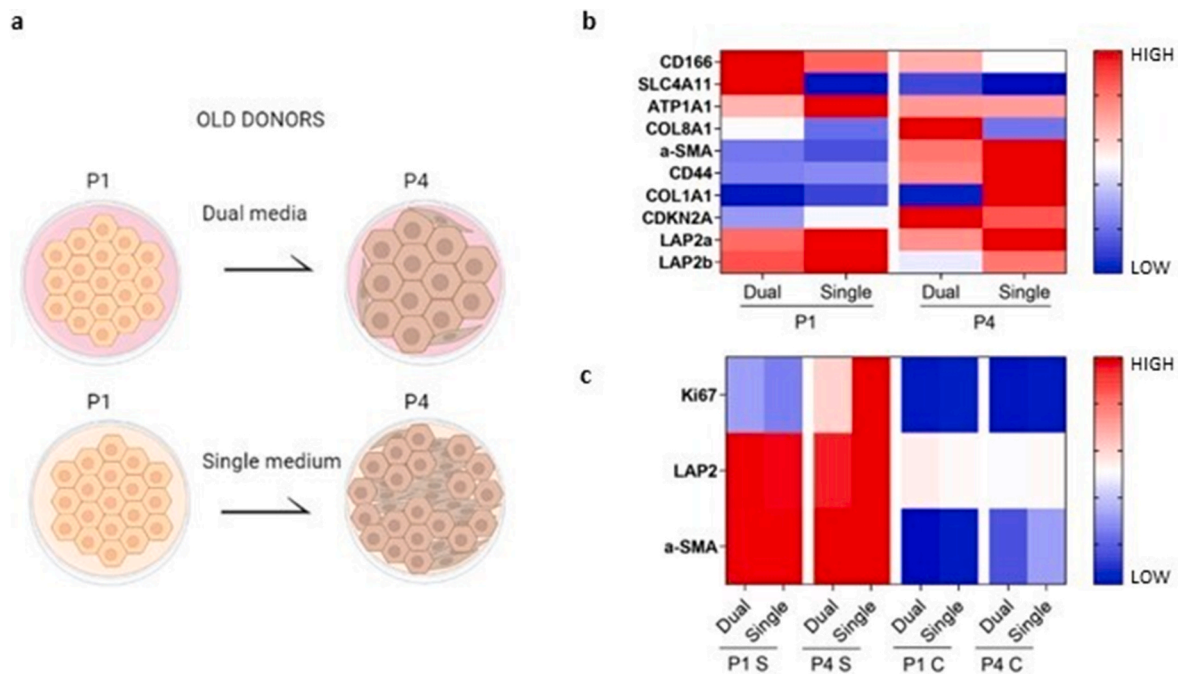 a
OLD DONORS
P1
Dual media
P4
P1
Single medium
P4
b
CD166
SLC4A11
ATP1A1
COL8A1
a-SMA
CD44
COL1A1
CDKN2A
LAP2a
LAP2b
Dual Single Dual Single
P1 P4
HIGH
LOW
c
Ki67
LAP2
a-SMA
Dual Single Dual Single Dual Single Dual Single
P1 S P4 S P1 C P4 C
HIGH
LOW